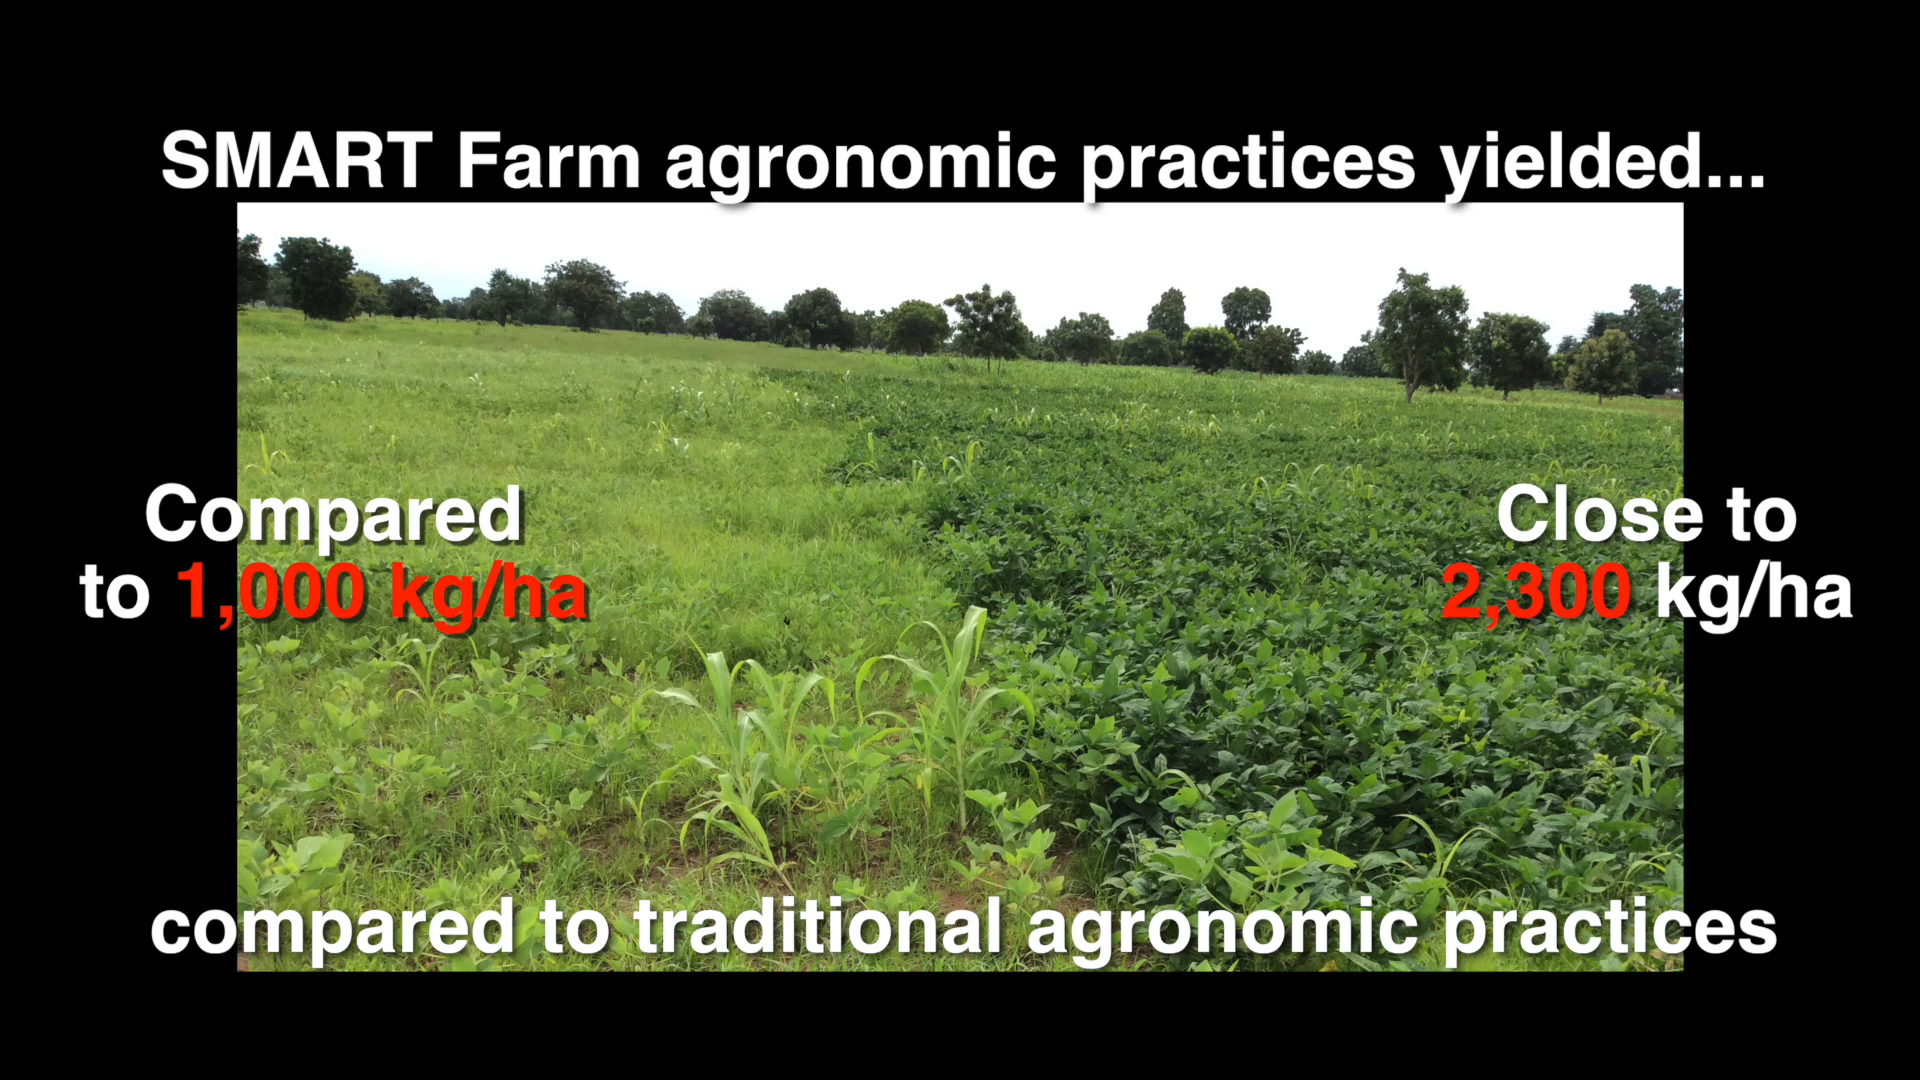 SMART Farm agronomic practices yielded...
Compared
to 1,000 kg/ha
Close to
2,300 kg/ha
compared to traditional agronomic practices